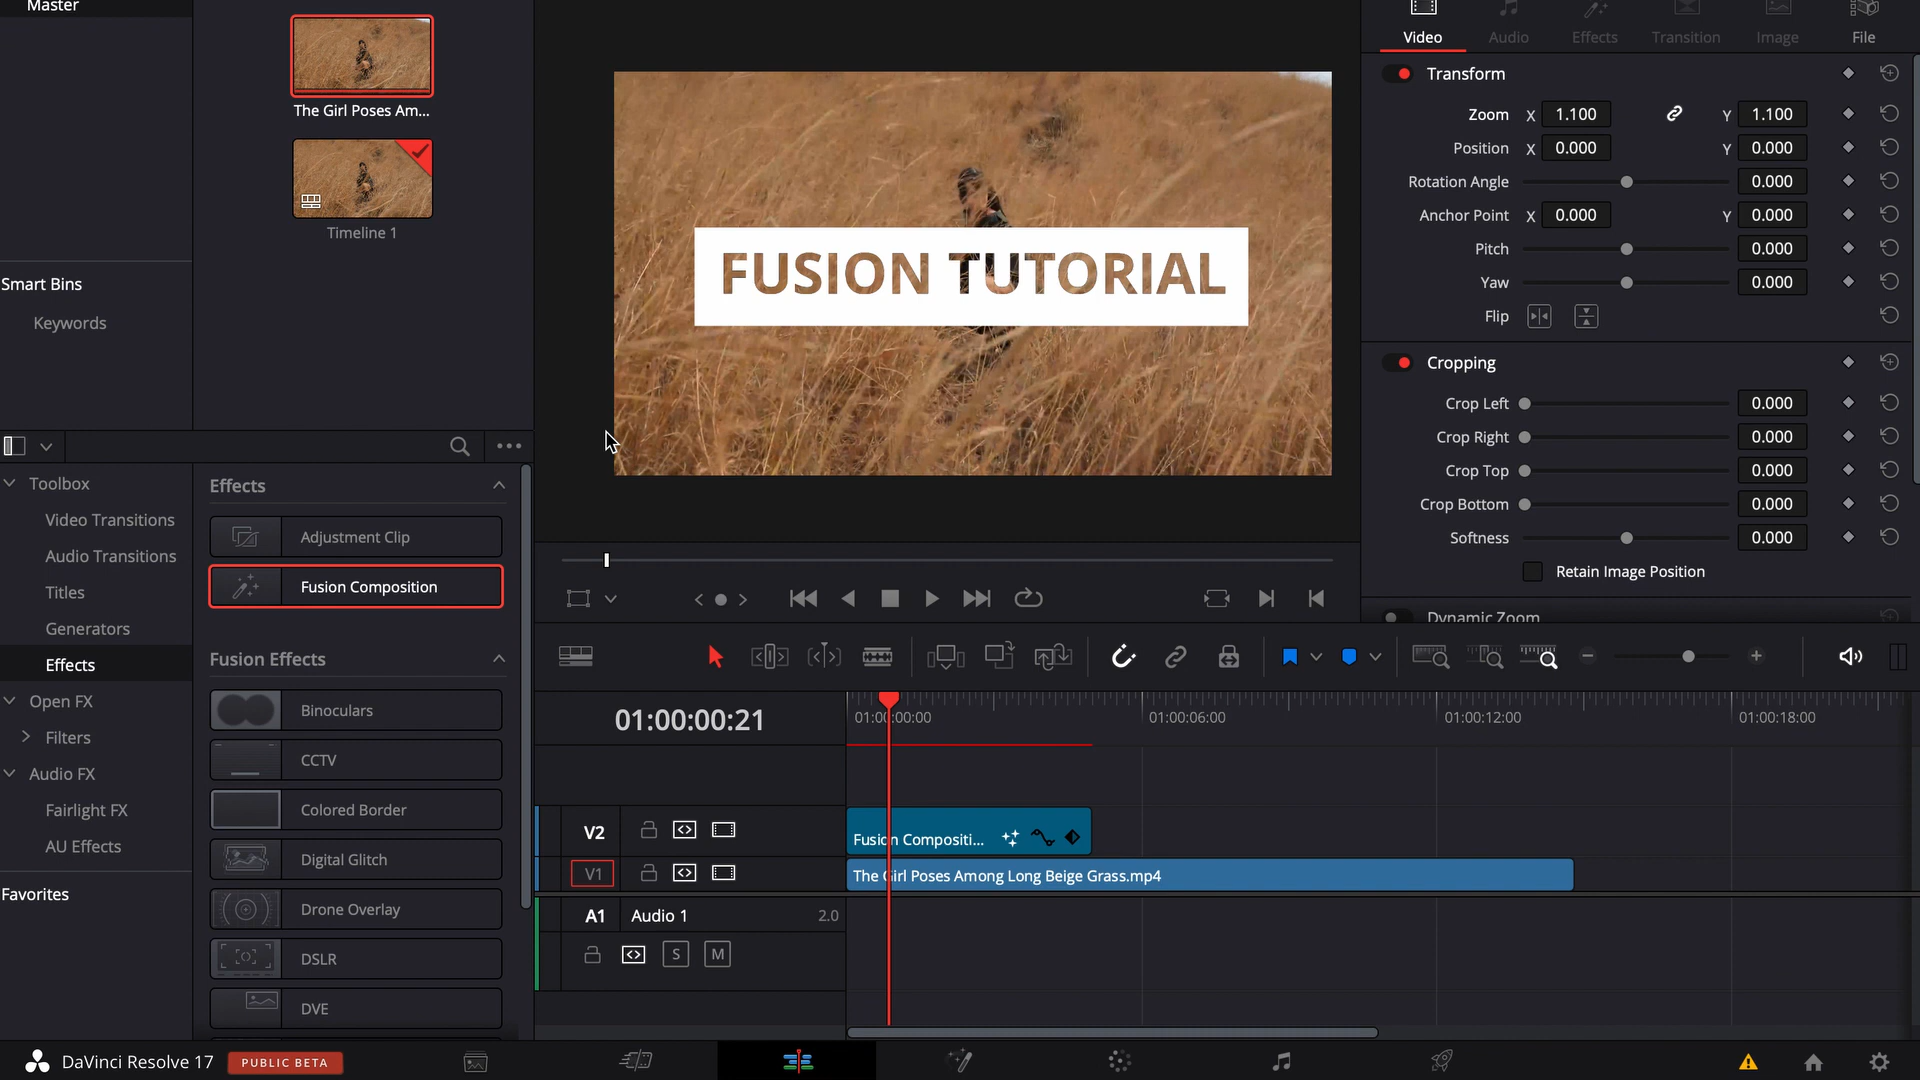 Master
The Girl Poses Am...
Timeline 1
Smart Bins
Keywords
Toolbox
Video Transitions
Audio Transitions
Titles
Generators
Effects
Open FX
Filters
Audio FX
Fairlight FX
AU Effects
Favorites
Effects
Adjustment Clip
Fusion Composition
Fusion Effects
Binoculars
CCTV
Colored Border
Digital Glitch
Drone Overlay
DSLR
DVE
FUSION TUTORIAL
Video Audio Effects Transition Image File
Transform
Zoom X 1.100 Y 1.100
Position X 0.000 Y 0.000
Rotation Angle 0.000
Anchor Point X 0.000 Y 0.000
Pitch 0.000
Yaw 0.000
Flip
Cropping
Crop Left 0.000
Crop Right 0.000
Crop Top 0.000
Crop Bottom 0.000
Softness 0.000
Retain Image Position
Dynamic Zoom
01:00:00:21
01:00:00:00 01:00:06:00 01:00:12:00 01:00:18:00
V2 Fusion Compositi...
V1 The Girl Poses Among Long Beige Grass.mp4
A1 Audio 1 2.0
S M
DaVinci Resolve 17 PUBLIC BETA